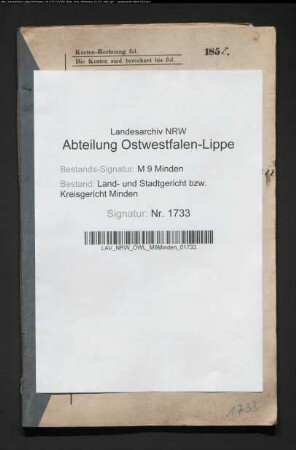 Kosten-Rechnung fol.
Die Kosten sind berechnet bis fol.
185
Landesarchiv NRW
Abteilung Ostwestfalen-Lippe
Bestands-Signatur: M 9 Minden
Bestand: Land- und Stadtgericht bzw.
Kreisgericht Minden
Signatur: Nr. 1733
LAV_NRW_OWL_M9Minden_01733
1733